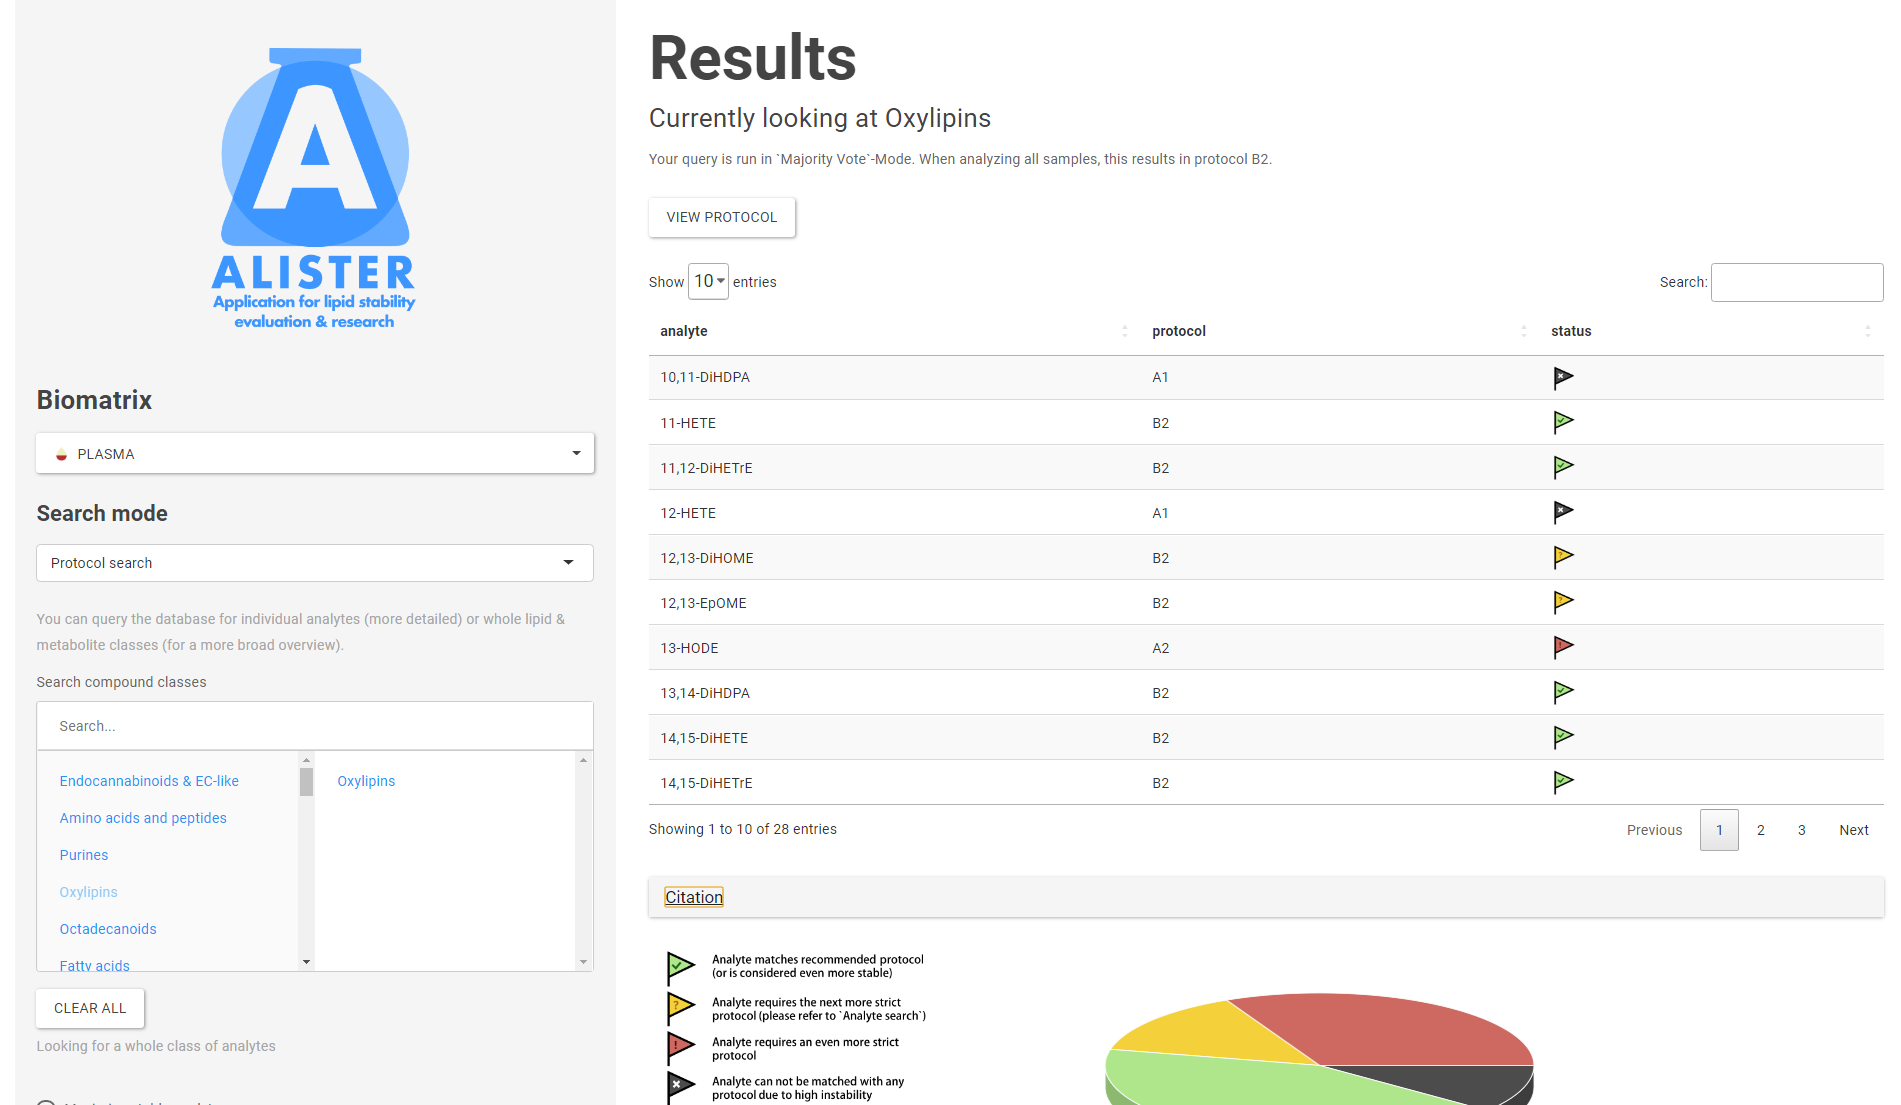 A
ALISTER
Application for lipid stability
evaluation & research
Biomatrix
PLASMA
Search mode
Protocol search
You can query the database for individual analytes (more detailed) or whole lipid &
metabolite classes (for a more broad overview).
Search compound classes
Search...
Endocannabinoids & EC-like
Amino acids and peptides
Purines
Oxylipins
Octadecanoids
Fatty acids
Oxylipins
CLEAR ALL
Looking for a whole class of analytes
Results
Currently looking at Oxylipins
Your query is run in `Majority Vote`-Mode. When analyzing all samples, this results in protocol B2.
VIEW PROTOCOL
Show 10 entries
Search:
analyte protocol status
10,11-DiHDPA A1
11-HETE B2
11,12-DiHETrE B2
12-HETE A1
12,13-DiHOME B2
12,13-EpOME B2
13-HODE A2
13,14-DiHDPA B2
14,15-DiHETE B2
14,15-DiHETrE B2
Showing 1 to 10 of 28 entries
Previous 1 2 3 Next
Citation
Analyte matches recommended protocol
(or is considered even more stable)
Analyte requires the next more strict
protocol (please refer to `Analyte search`)
Analyte requires an even more strict
protocol
Analyte can not be matched with any
protocol due to high instability